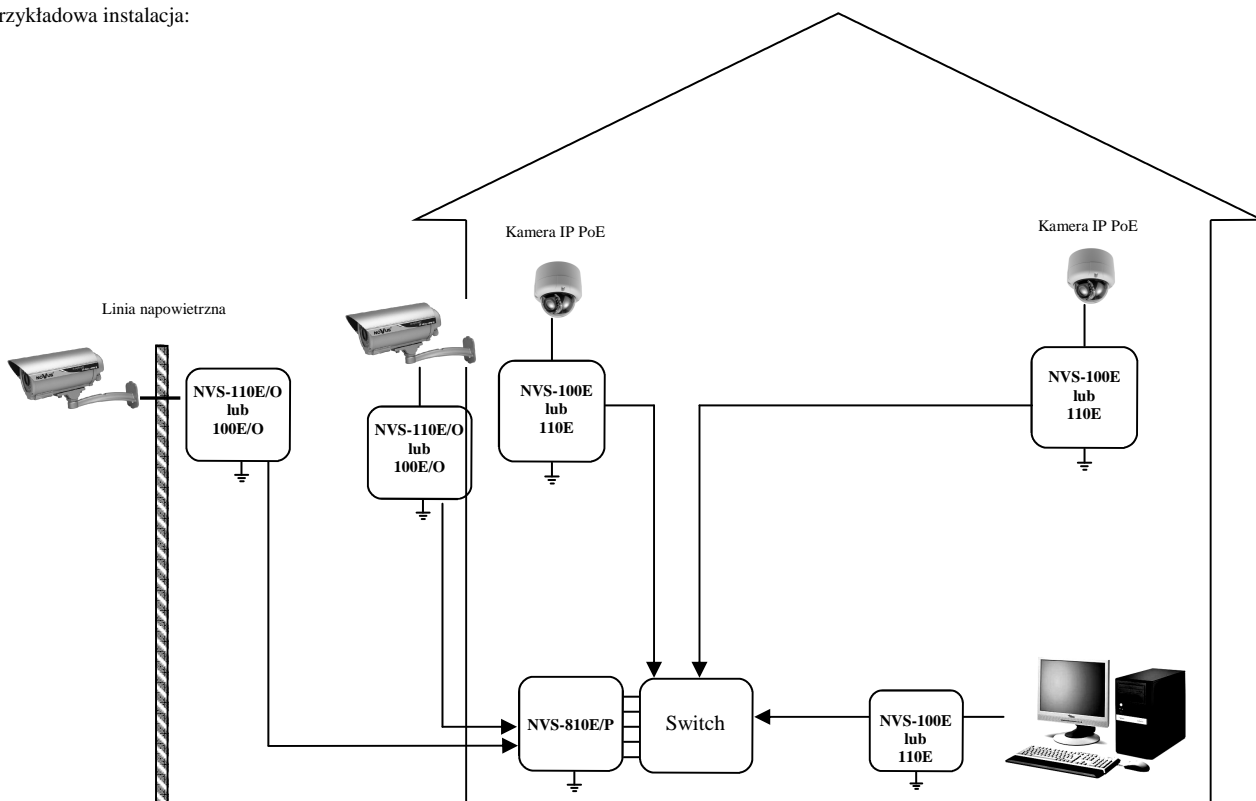 rzykładowa instalacja:
Kamera IP PoE
Kamera IP PoE
Linia napowietrzna
NVS-110E/O
lub
100E/O
NVS-110E/O
lub
100E/O
NVS-100E
lub
110E
NVS-100E
lub
110E
NVS-810E/P
Switch
NVS-100E
lub
110E